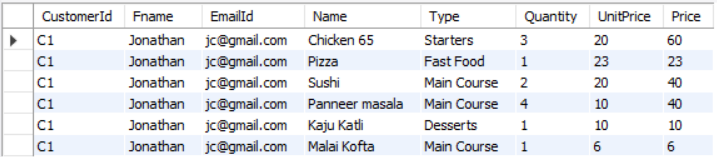 CustomerId Fname EmailId Name Type Quantity UnitPrice Price
C1 Jonathan jc@gmail.com Chicken 65 Starters 3 20 60
C1 Jonathan jc@gmail.com Pizza Fast Food 1 23 23
C1 Jonathan jc@gmail.com Sushi Main Course 2 20 40
C1 Jonathan jc@gmail.com Panneer masala Main Course 4 10 40
C1 Jonathan jc@gmail.com Kaju Katli Desserts 1 10 10
C1 Jonathan jc@gmail.com Malai Kofta Main Course 1 6 6